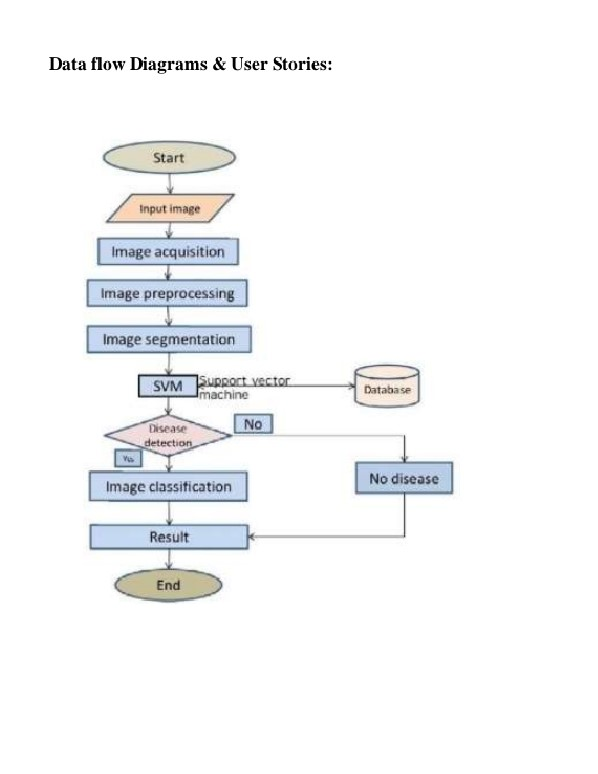 Data flow Diagrams & User Stories:
Start
Input image
Image acquisition
Image preprocessing
Image segmentation
SVM
Support vector
machine
Database
Disease
detection
No
Yes
Image classification
No disease
Result
End